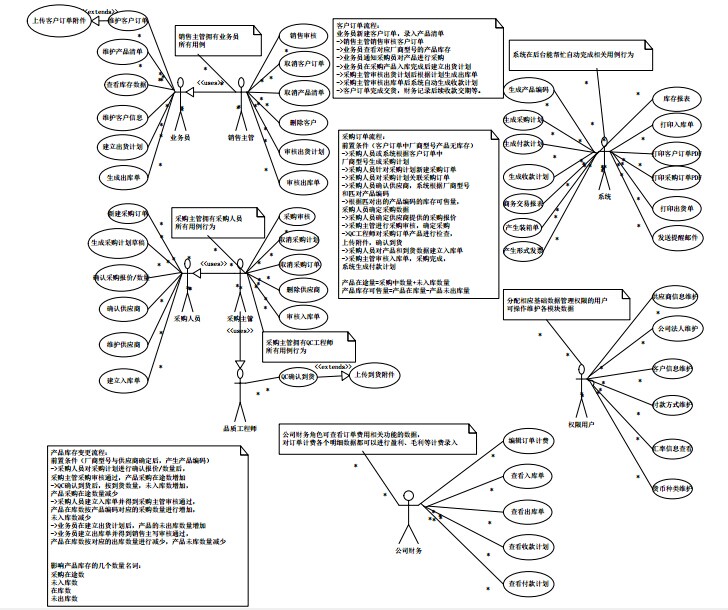 <<extenda>>
上传客户订单附件
维护客户订单
维护产品清单
查看库存数据
维护客户信息
建立出货计划
生成出库单
业务员
销售主管拥有业务员
所有用例
<<usea>>
销售主管
销售审核
取消客户订单
取消产品清单
删除客户
审核出货计划
审核出库单
客户订单流程:
业务员新建客户订单,录入产品清单
->销售主管销售审核客户订单
->业务员查看对应厂商型号的产品库存
->业务员通知采购员对产品进行采购
->业务员在采购产品入库完成后建立出货计划
->采购主管审核出货计划后根据计划生成出库单
->采购主管审核出库单后系统自动生成收款计划
->客户订单完成交货,财务记录后续收款交期等。
系统在后台能帮忙自动完成相关用例行为
生成产品编码
生成采购计划
生成付款计划
生成收款计划
商务交易报表
产生装箱单
产生形式发票
系统
库存报表
打印入库单
打印客户订单PDF
打印采购订单PDF
打印出货单
发送提醒邮件
新建采购订单
生成采购计划草稿
确认采购报价/数量
确认供应商
维护供应商
建立入库单
采购人员
采购主管拥有采购人员
所有用例行为
<<usea>>
采购主管
采购审核
取消采购计划
取消采购订单
删除供应商
审核入库单
<<usea>>
采购主管拥有QC工程师
所有用例行为
品质工程师
QC确认到货
<<extenda>>
上传到货附件
采购订单流程:
前置条件(客户订单中厂商型号产品无库存)
->采购人员或系统根据客户订单中
厂商型号生成采购计划
->采购人员针对采购计划新建采购订单
->采购人员对采购计划关联采购订单
->采购人员确认供应商,系统根据厂商型号
和匹对产品编码
->根据匹对出的产品编码的库存可售量,
采购人员确定采购数据
->采购人员确定供应商提供的采购报价
->采购主管进行采购审核,确定采购
->QC工程师对采购订单产品进行检查,
上传附件,确认到货
->采购人员对产品和到货数据建立入库单
->采购主管审核入库单,采购完成,
系统生成付款计划
产品在途量=采购中数量+未入库数量
产品库存可售量=产品在库量-产品未出库量
分配相应基础数据管理权限的用户
可操作维护各模块数据
权限用户
供应商信息维护
公司法人维护
客户信息维护
付款方式维护
汇率信息查看
货币种类维护
公司财务角色可查看订单费用相关功能的数据,
对订单计费各个明细数据都可以进行盈利、毛利等计费录入
公司财务
编辑订单计费
查看入库单
查看出库单
查看收款计划
查看付款计划
产品库存变更流程:
前置条件(厂商型号与供应商确定后,产生产品编码)
->采购人员对采购计划进行确认报价/数量后,
采购主管采购审核通过,产品采购在途数增加
->QC确认到货后,按到货数量,未入库数增加,
产品采购在途数量减少
->采购人员建立入库单并得到采购主管审核通过,
产品在库数按产品编码对应的采购数量进行增加,
未入库数减少
->业务员在建立出货计划后,产品的未出库数量增加
->业务员建立出库单并得到销售主写审核通过,
产品在库数按对应的出库数量进行减少,产品未出库数量减少
影响产品库存的几个数量名词:
采购在途数
未入库数
在库数
未出库数